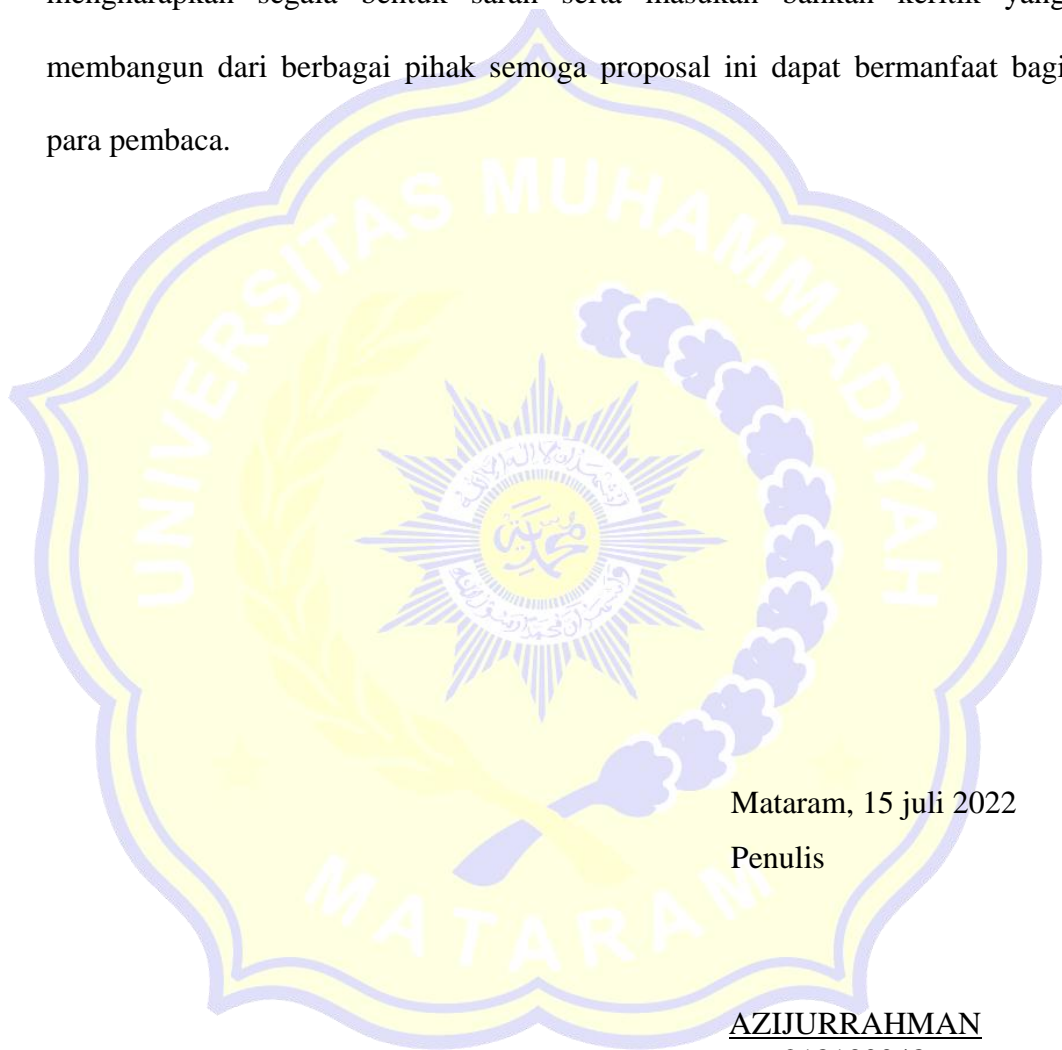 mengharapkan segala bentuk saran serta masukan bahkan keritik yang
membangun dari berbagai pihak semoga proposal ini dapat bermanfaat bagi
para pembaca.
UNIVERSITAS MUHAMMADIYAH
MATARAM
Mataram, 15 juli 2022
Penulis
AZIJURRAHMAN